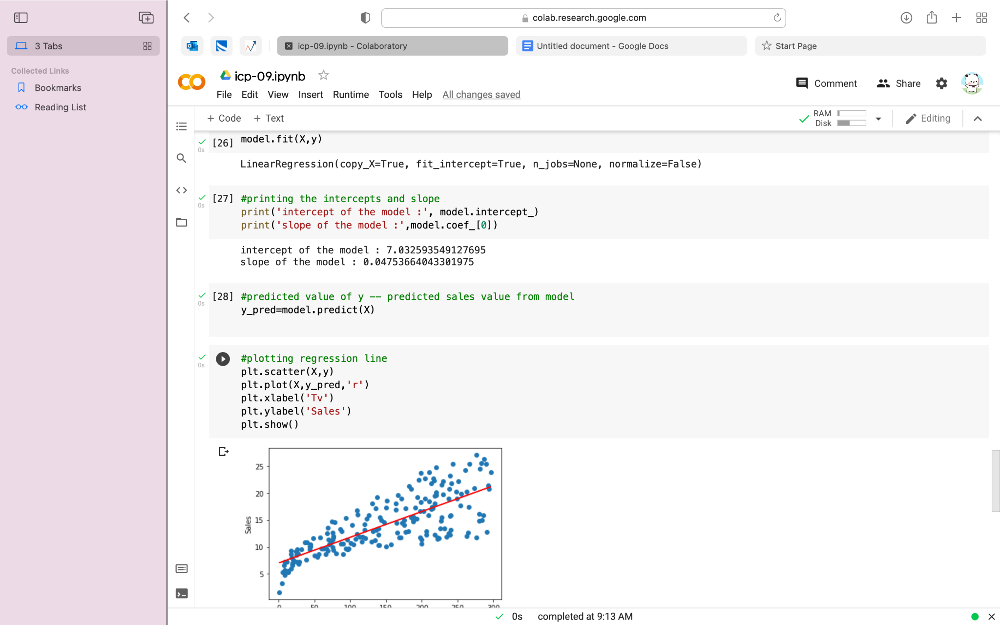 colab.research.google.com
3 Tabs
icp-09.ipynb - Colaboratory
Untitled document - Google Docs
Start Page
Collected Links
Bookmarks
Reading List
icp-09.ipynb
Comment
Share
File Edit View Insert Runtime Tools Help All changes saved
+ Code + Text
RAM
Disk
Editing
0s
[26] model.fit(X,y)
LinearRegression(copy_X=True, fit_intercept=True, n_jobs=None, normalize=False)
0s
[27] #printing the intercepts and slope
print('intercept of the model :', model.intercept_)
print('slope of the model :',model.coef_[0])
intercept of the model : 7.032593549127695
slope of the model : 0.04753664043301975
0s
[28] #predicted value of y -- predicted sales value from model
y_pred=model.predict(X)
0s
#plotting regression line
plt.scatter(X,y)
plt.plot(X,y_pred,'r')
plt.xlabel('Tv')
plt.ylabel('Sales')
plt.show()
25
20
15
10
5
Sales
0 50 100 150 200 250 300
0s completed at 9:13 AM